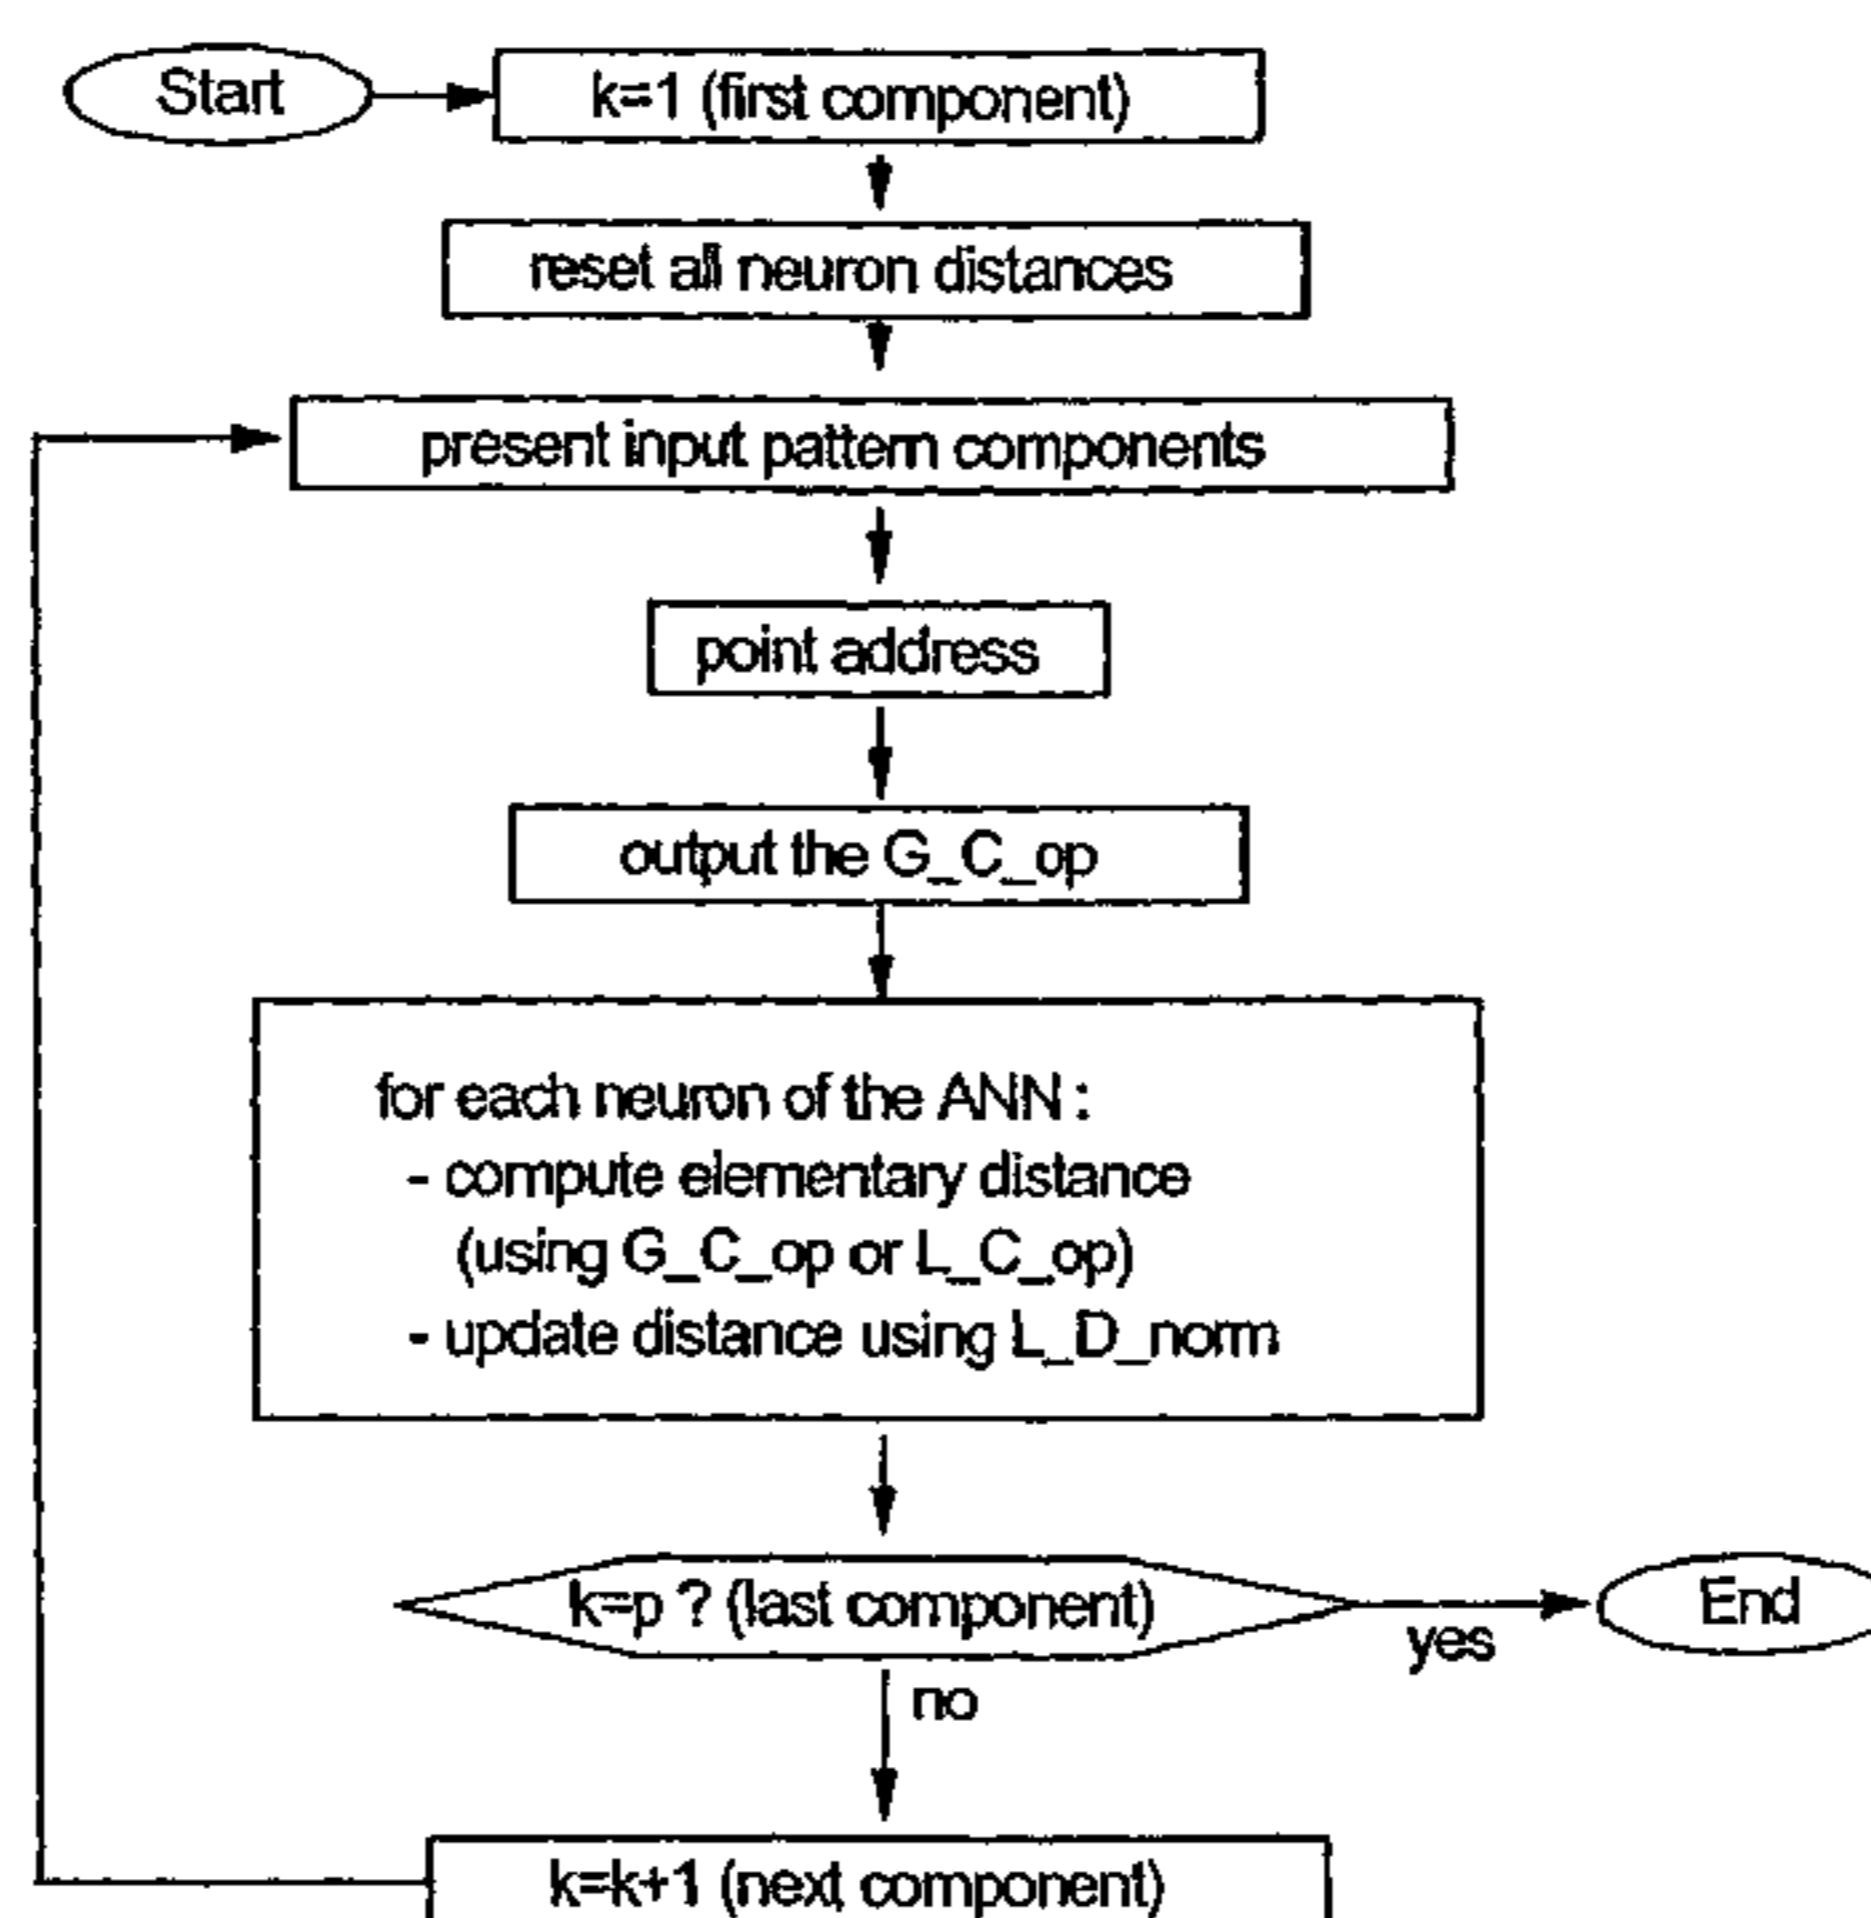 Start
k=1 (first component)
reset all neuron distances
present input pattern components
point address
output the G_C_op
for each neuron of the ANN :
- compute elementary distance
(using G_C_op or L_C_op)
- update distance using L_D_norm
k=p ? (last component)
End
yes
no
k=k+1 (next component)